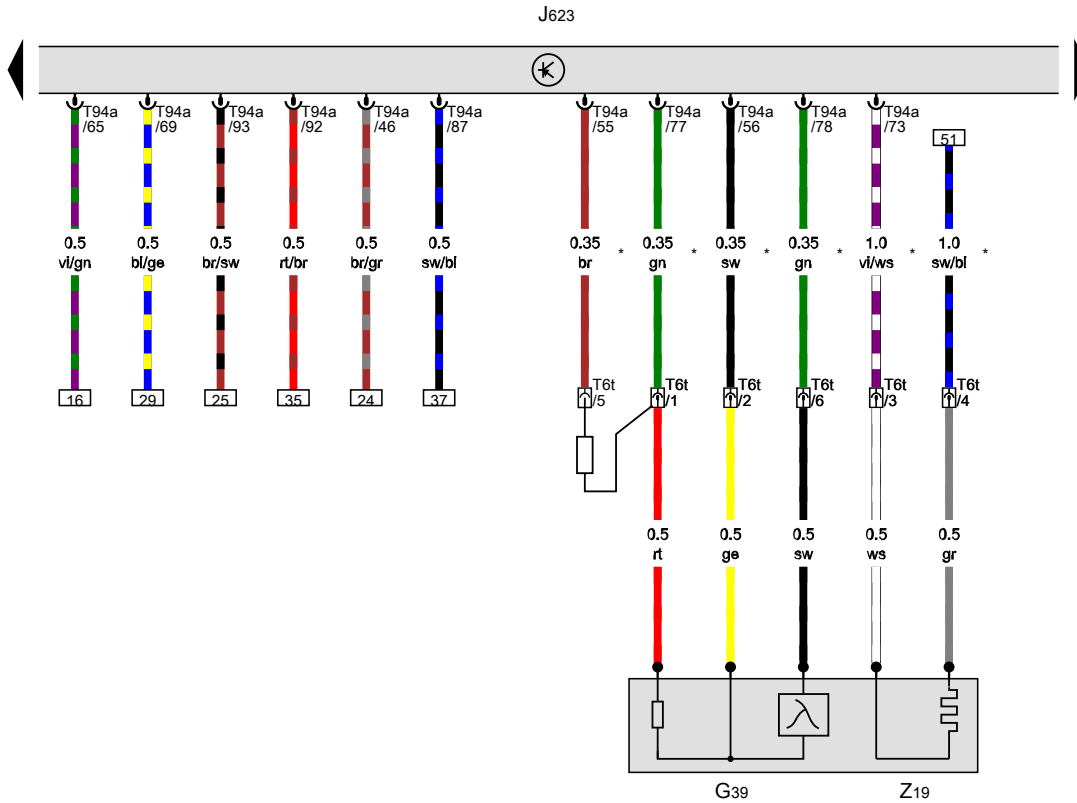 J623
T94a
/65
T94a
/69
T94a
/93
T94a
/92
T94a
/46
T94a
/87
T94a
/55
T94a
/77
T94a
/56
T94a
/78
T94a
/73
51
0.5
vi/gn
0.5
bl/ge
0.5
br/sw
0.5
rt/br
0.5
br/gr
0.5
sw/bl
0.35
br
*
0.35
gn
*
0.35
sw
*
0.35
gn
*
1.0
vi/ws
*
1.0
sw/bl
*
16
29
25
35
24
37
T6t
/5
T6t
/1
T6t
/2
T6t
/6
T6t
/3
T6t
/4
0.5
rt
0.5
ge
0.5
sw
0.5
ws
0.5
gr
G39
Z19